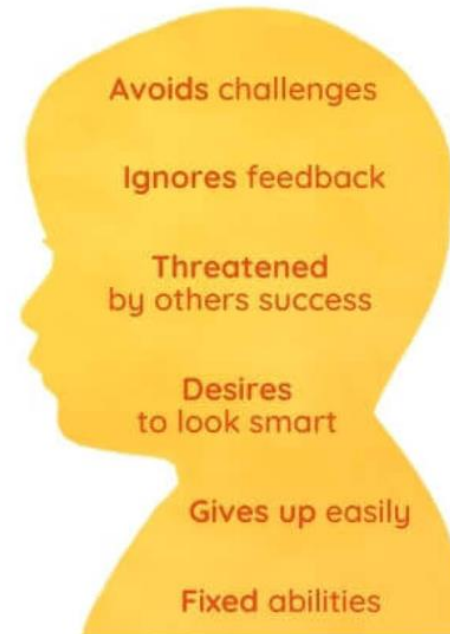 Avoids challenges
Ignores feedback
Threatened
by others success
Desires
to look smart
Gives up easily
Fixed abilities